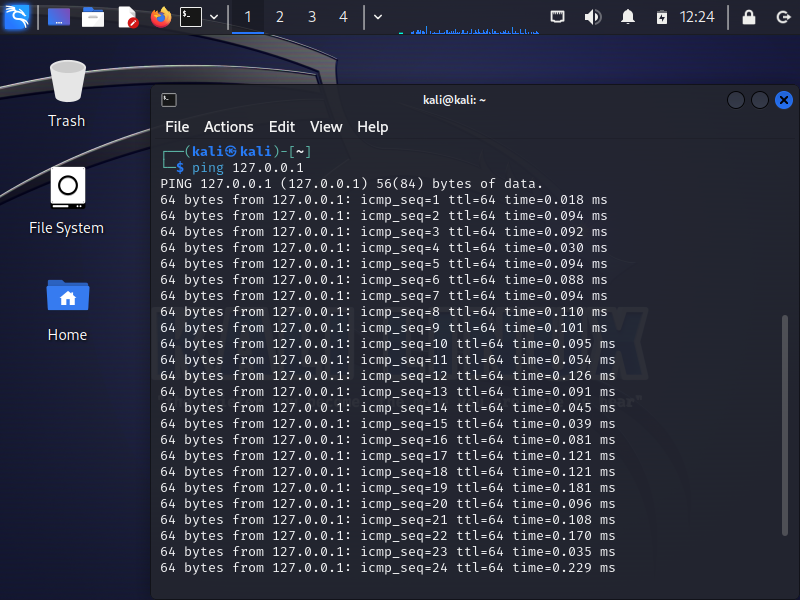 1 2 3 4 12:24
Trash
File System
Home
kali@kali: ~
File Actions Edit View Help
┌──(kali㉿kali)-[~]
└─$ ping 127.0.0.1
PING 127.0.0.1 (127.0.0.1) 56(84) bytes of data.
64 bytes from 127.0.0.1: icmp_seq=1 ttl=64 time=0.018 ms
64 bytes from 127.0.0.1: icmp_seq=2 ttl=64 time=0.094 ms
64 bytes from 127.0.0.1: icmp_seq=3 ttl=64 time=0.092 ms
64 bytes from 127.0.0.1: icmp_seq=4 ttl=64 time=0.030 ms
64 bytes from 127.0.0.1: icmp_seq=5 ttl=64 time=0.094 ms
64 bytes from 127.0.0.1: icmp_seq=6 ttl=64 time=0.088 ms
64 bytes from 127.0.0.1: icmp_seq=7 ttl=64 time=0.094 ms
64 bytes from 127.0.0.1: icmp_seq=8 ttl=64 time=0.110 ms
64 bytes from 127.0.0.1: icmp_seq=9 ttl=64 time=0.101 ms
64 bytes from 127.0.0.1: icmp_seq=10 ttl=64 time=0.095 ms
64 bytes from 127.0.0.1: icmp_seq=11 ttl=64 time=0.054 ms
64 bytes from 127.0.0.1: icmp_seq=12 ttl=64 time=0.126 ms
64 bytes from 127.0.0.1: icmp_seq=13 ttl=64 time=0.091 ms
64 bytes from 127.0.0.1: icmp_seq=14 ttl=64 time=0.045 ms
64 bytes from 127.0.0.1: icmp_seq=15 ttl=64 time=0.039 ms
64 bytes from 127.0.0.1: icmp_seq=16 ttl=64 time=0.081 ms
64 bytes from 127.0.0.1: icmp_seq=17 ttl=64 time=0.121 ms
64 bytes from 127.0.0.1: icmp_seq=18 ttl=64 time=0.121 ms
64 bytes from 127.0.0.1: icmp_seq=19 ttl=64 time=0.181 ms
64 bytes from 127.0.0.1: icmp_seq=20 ttl=64 time=0.096 ms
64 bytes from 127.0.0.1: icmp_seq=21 ttl=64 time=0.108 ms
64 bytes from 127.0.0.1: icmp_seq=22 ttl=64 time=0.170 ms
64 bytes from 127.0.0.1: icmp_seq=23 ttl=64 time=0.035 ms
64 bytes from 127.0.0.1: icmp_seq=24 ttl=64 time=0.229 ms